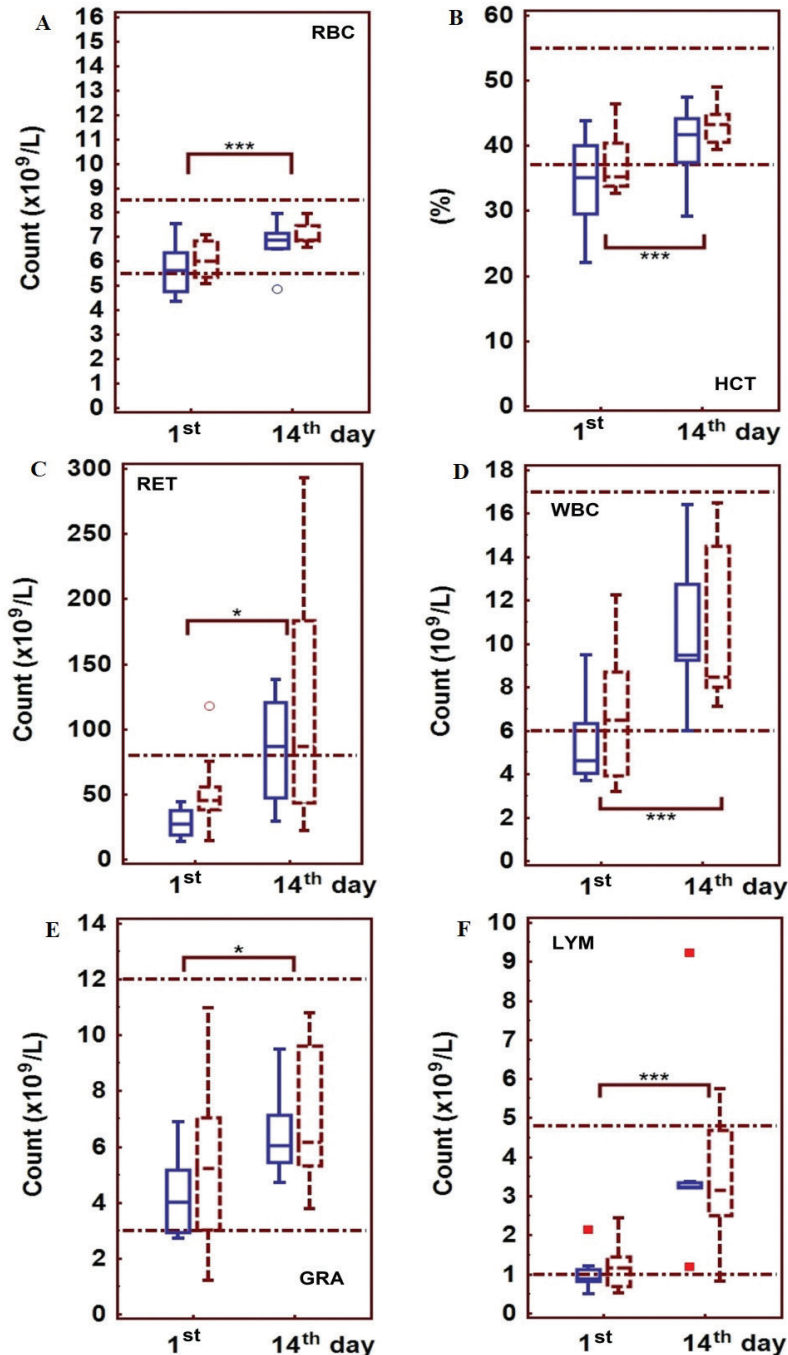 A
RBC
Count (x10⁹/L)
16
15
14
13
12
11
10
9
8
7
6
5
4
3
2
1
0
***
1ˢᵗ 14ᵗʰ day
B
HCT
(%)
60
50
40
30
20
10
0
***
1ˢᵗ 14ᵗʰ day
C
RET
Count (x10⁹/L)
300
250
200
150
100
50
0
*
1ˢᵗ 14ᵗʰ day
D
WBC
Count (10⁹/L)
18
16
14
12
10
8
6
4
2
0
***
1ˢᵗ 14ᵗʰ day
E
GRA
Count (x10⁹/L)
14
12
10
8
6
4
2
0
*
1ˢᵗ 14ᵗʰ day
F
LYM
Count (x10⁹/L)
10
9
8
7
6
5
4
3
2
1
0
***
1ˢᵗ 14ᵗʰ day